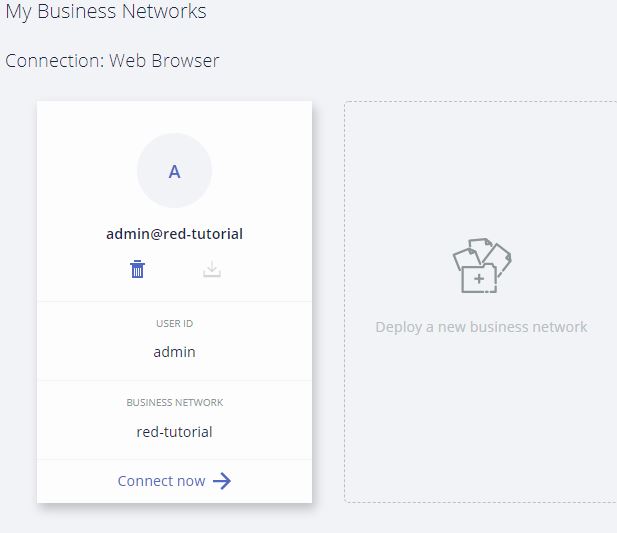 My Business Networks
Connection: Web Browser
A
admin@red-tutorial
USER ID
admin
BUSINESS NETWORK
red-tutorial
Connect now
Deploy a new business network